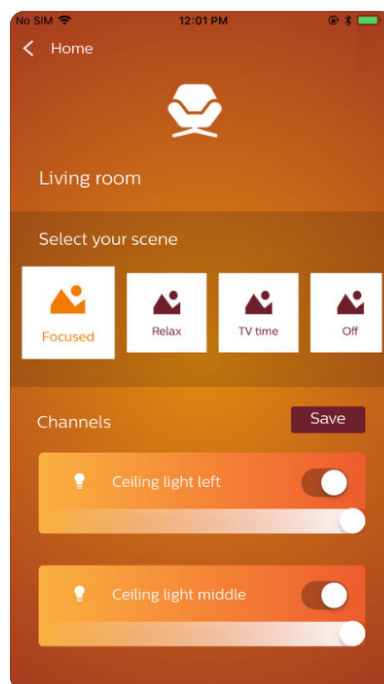 No SIM 12:01 PM
Home
Living room
Select your scene
Focused Relax TV time Off
Channels Save
Ceiling light left
Ceiling light middle